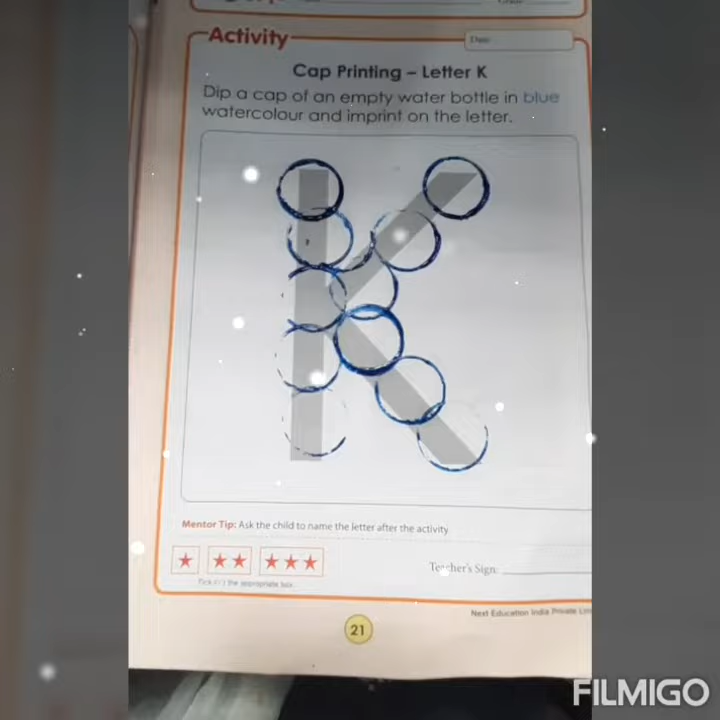 Activity
Date
Cap Printing – Letter K
Dip a cap of an empty water bottle in blue
watercolour and imprint on the letter.
Mentor Tip: Ask the child to name the letter after the activity
Teacher's Sign:
Tick (✓) the appropriate box
Next Education India Private
21
FILMIGO